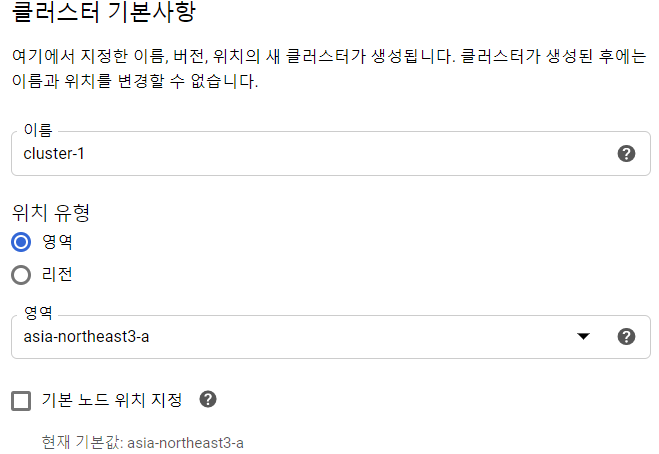 클러스터 기본사항
여기에서 지정한 이름, 버전, 위치의 새 클러스터가 생성됩니다. 클러스터가 생성된 후에는
이름과 위치를 변경할 수 없습니다.
이름
cluster-1
위치 유형
영역
리전
영역
asia-northeast3-a
기본 노드 위치 지정
현재 기본값: asia-northeast3-a